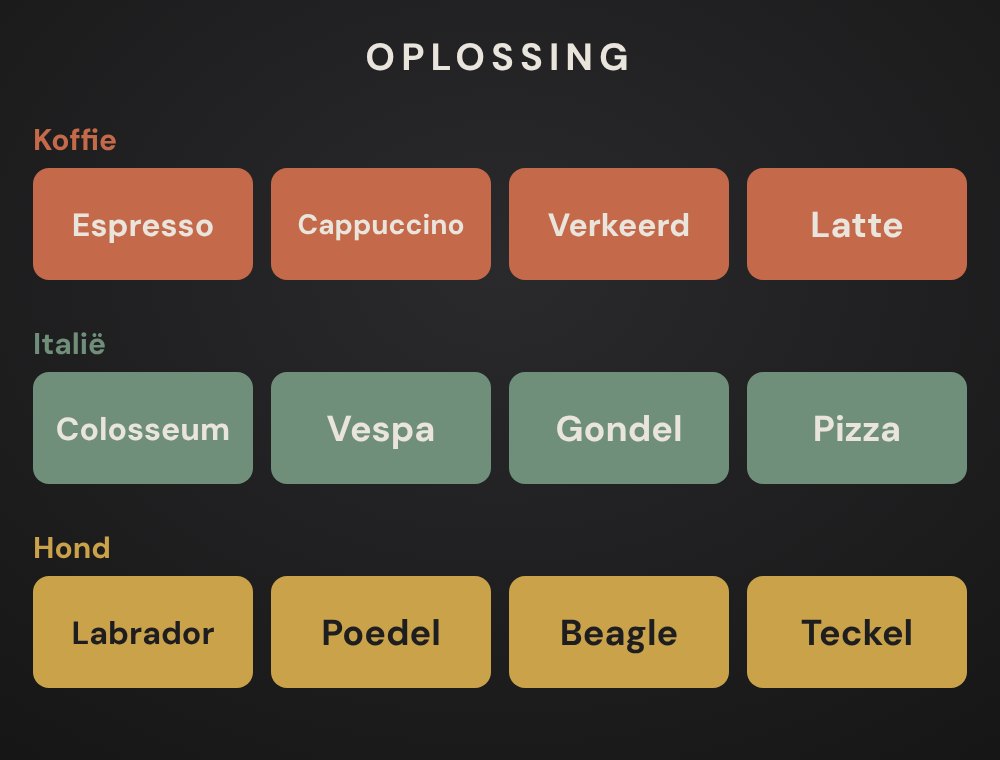 OPLOSSING
Koffie
Espresso Cappuccino Verkeerd Latte
Italië
Colosseum Vespa Gondel Pizza
Hond
Labrador Poedel Beagle Teckel